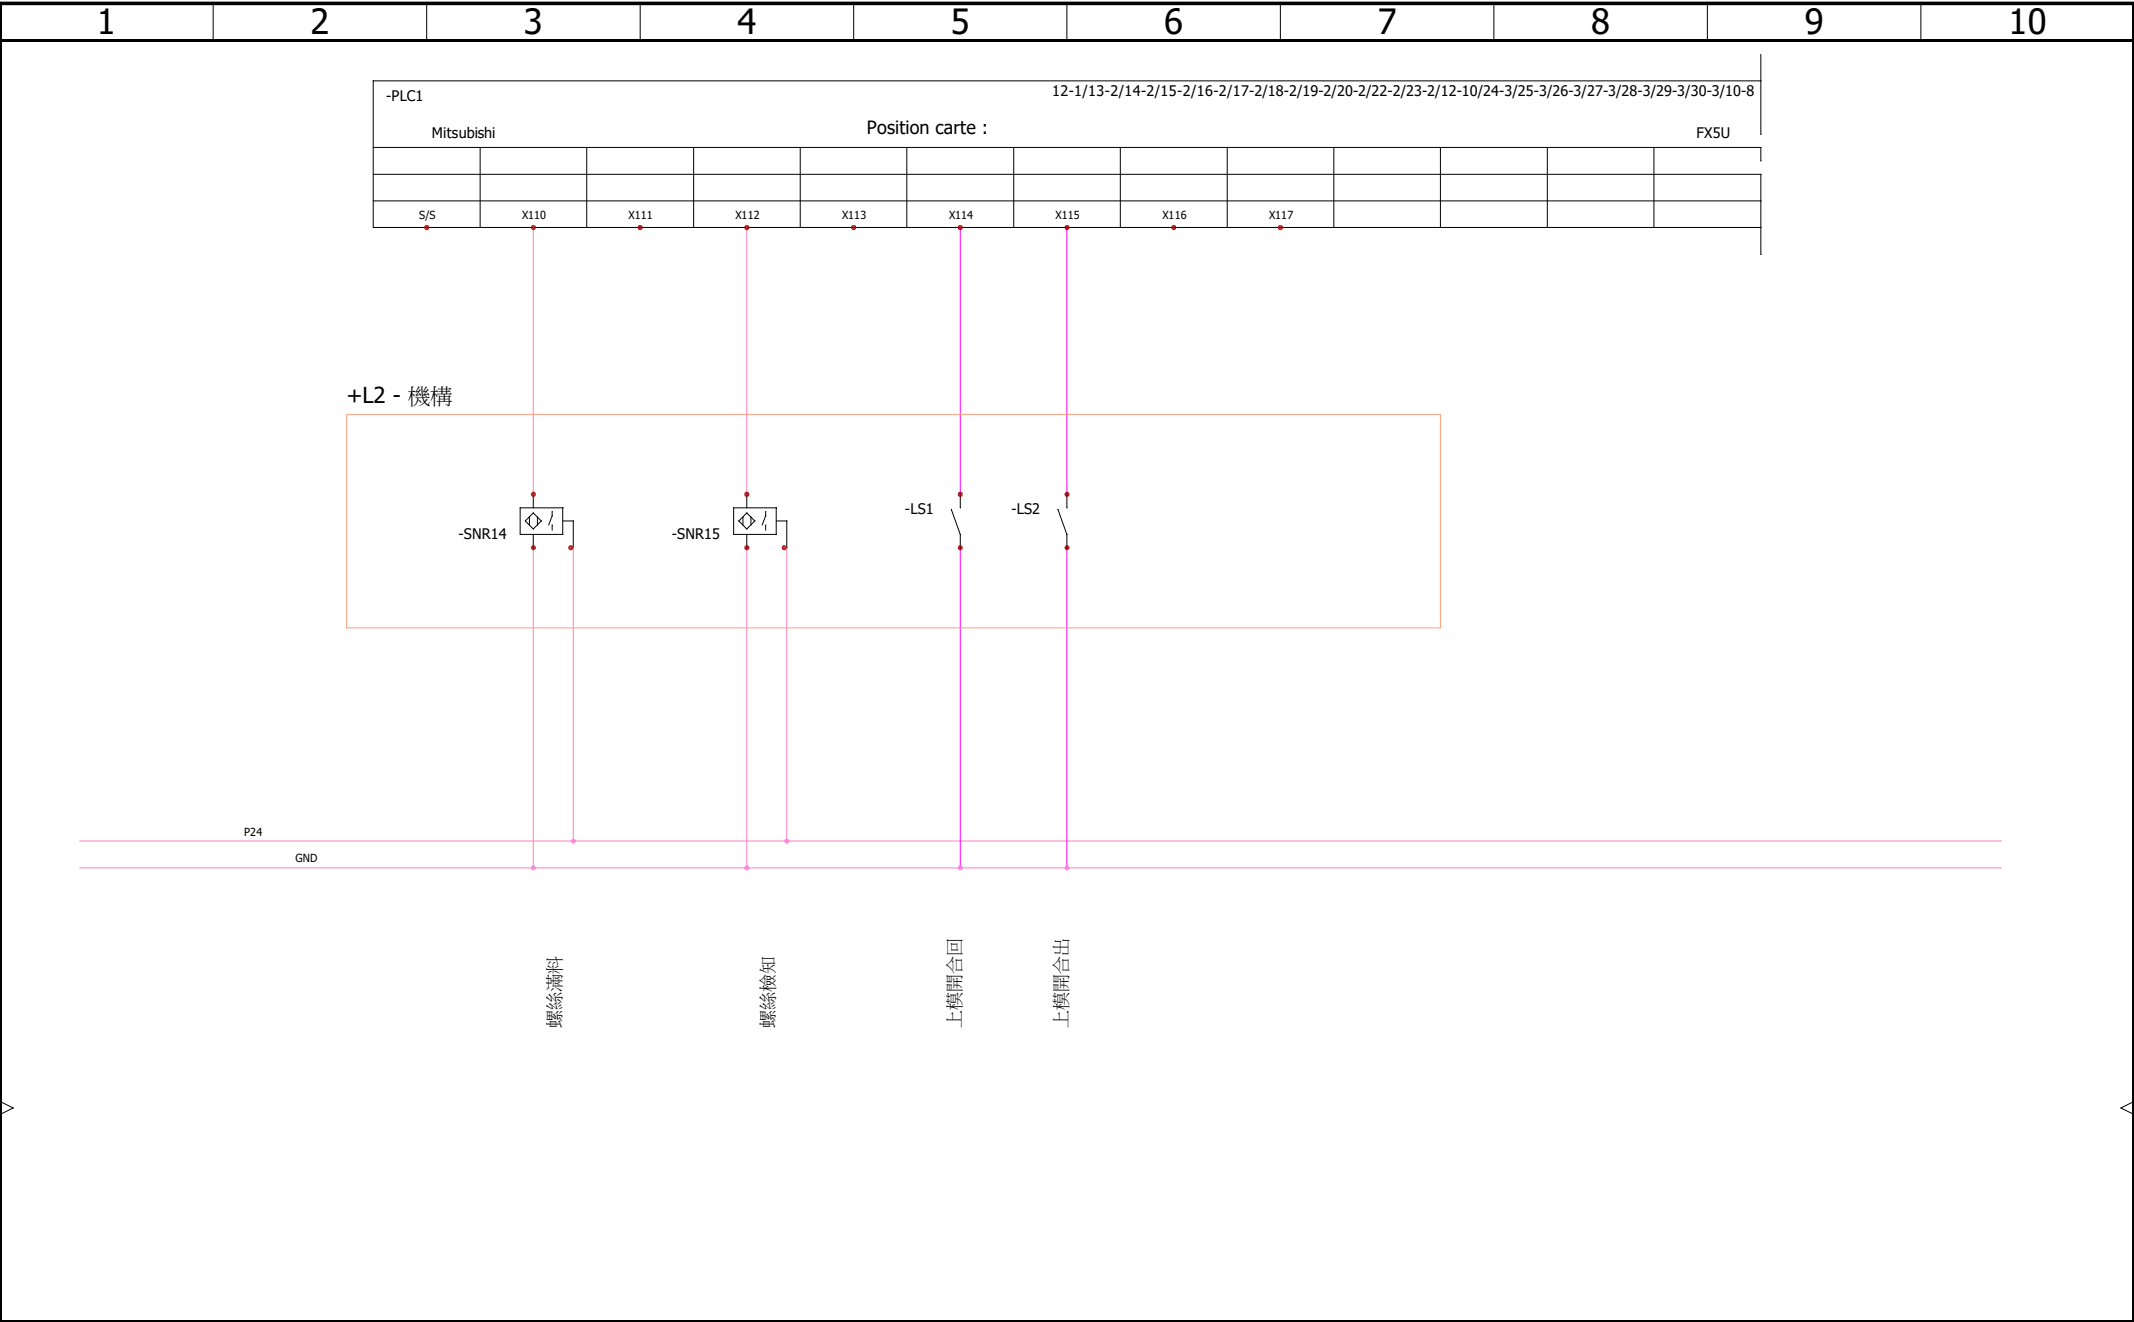 1 2 3 4 5 6 7 8 9 10
-PLC1
12-1/13-2/14-2/15-2/16-2/17-2/18-2/19-2/20-2/22-2/23-2/12-10/24-3/25-3/26-3/27-3/28-3/29-3/30-3/10-8
Mitsubishi
Position carte :
FX5U
S/S X110 X111 X112 X113 X114 X115 X116 X117
+L2 - 機構
-SNR14
-SNR15
-LS1
-LS2
P24
GND
螺絲滿料
螺絲檢知
上模開合回
上模開合出